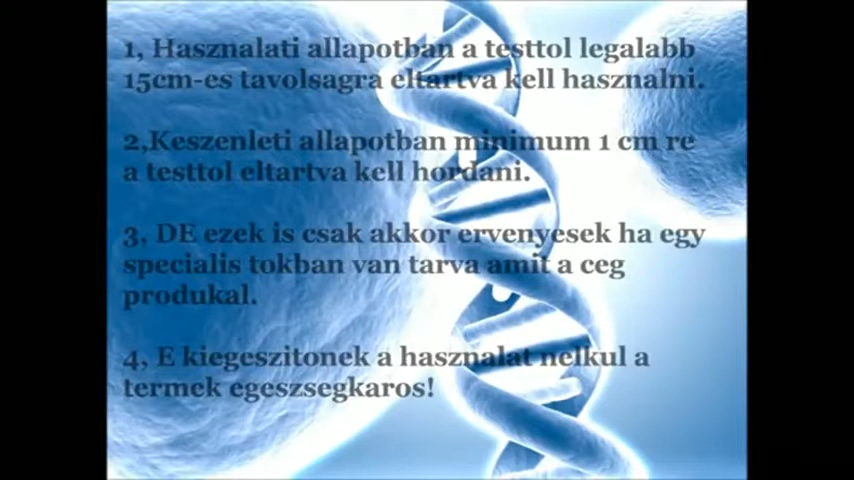 1, Hasznalati allapotban a testtol legalabb
15cm-es tavolsagra eltartva kell hasznalni.
2,Keszenleti allapotban minimum 1 cm re
a testtol eltartva kell hordani.
3, DE ezek is csak akkor ervenyesek ha egy
specialis tokban van tarva amit a ceg
produkal.
4, E kiegeszitonek a hasznalat nelkul a
termek egeszsegkaros!